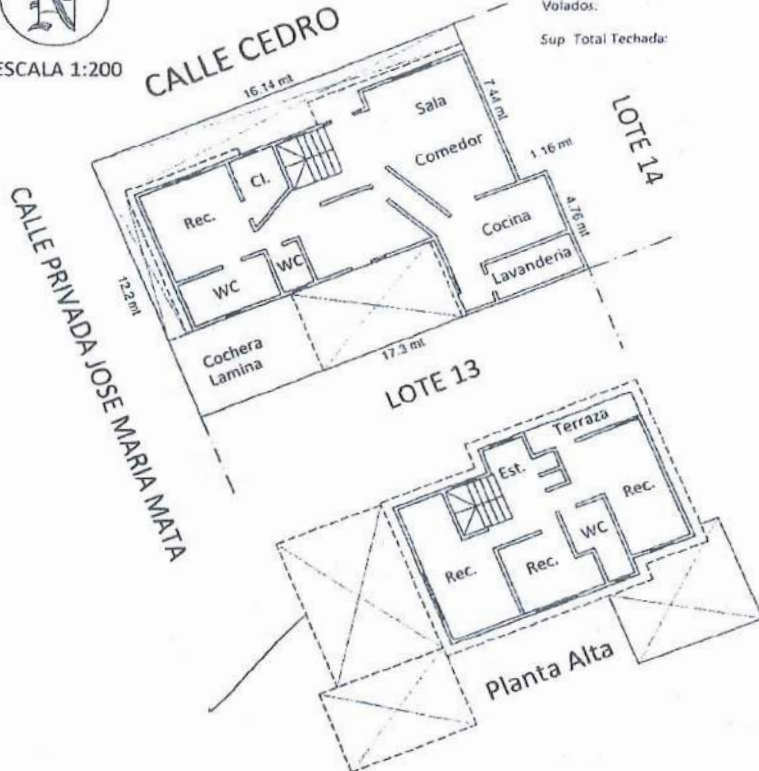 N
ESCALA 1:200
Volados:
Sup Total Techada:
CALLE CEDRO
16.14 mt
7.44 mt
LOTE 14
Sala
Comedor
1.16 mt
4.76 mt
Cl.
Rec.
Cocina
Lavanderia
WC
WC
12.2 mt
CALLE PRIVADA JOSE MARIA MATA
Cochera
Lamina
17.3 mt
LOTE 13
Terraza
Est.
Rec.
WC
Rec.
Rec.
Planta Alta